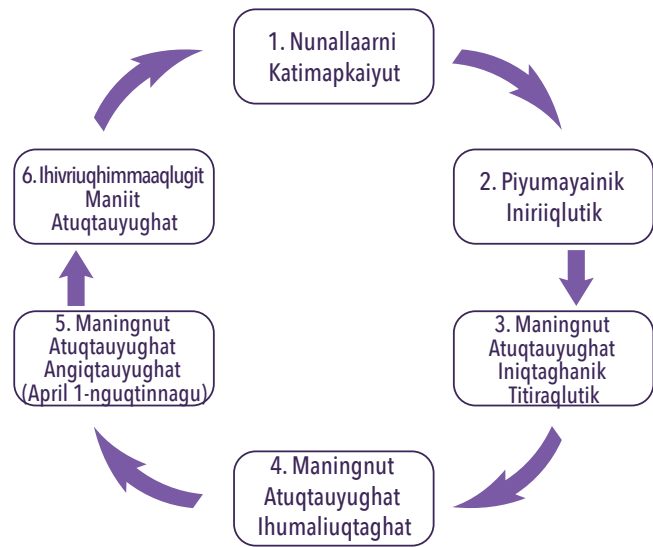 1. Nunallaarni
Katimapkaiyut
2. Piyumayainik
Iniriiqlutik
3. Maningnut
Atuqtauyughat
Iniqtaghanik
Titiraqlutik
4. Maningnut
Atuqtauyughat
Ihumaliuqtaghat
5. Maningnut
Atuqtauyughat
Angiqtauyughat
(April 1-nguqtinnagu)
6. Ihivriuqhimmaaqlugit
Maniit
Atuqtauyughat